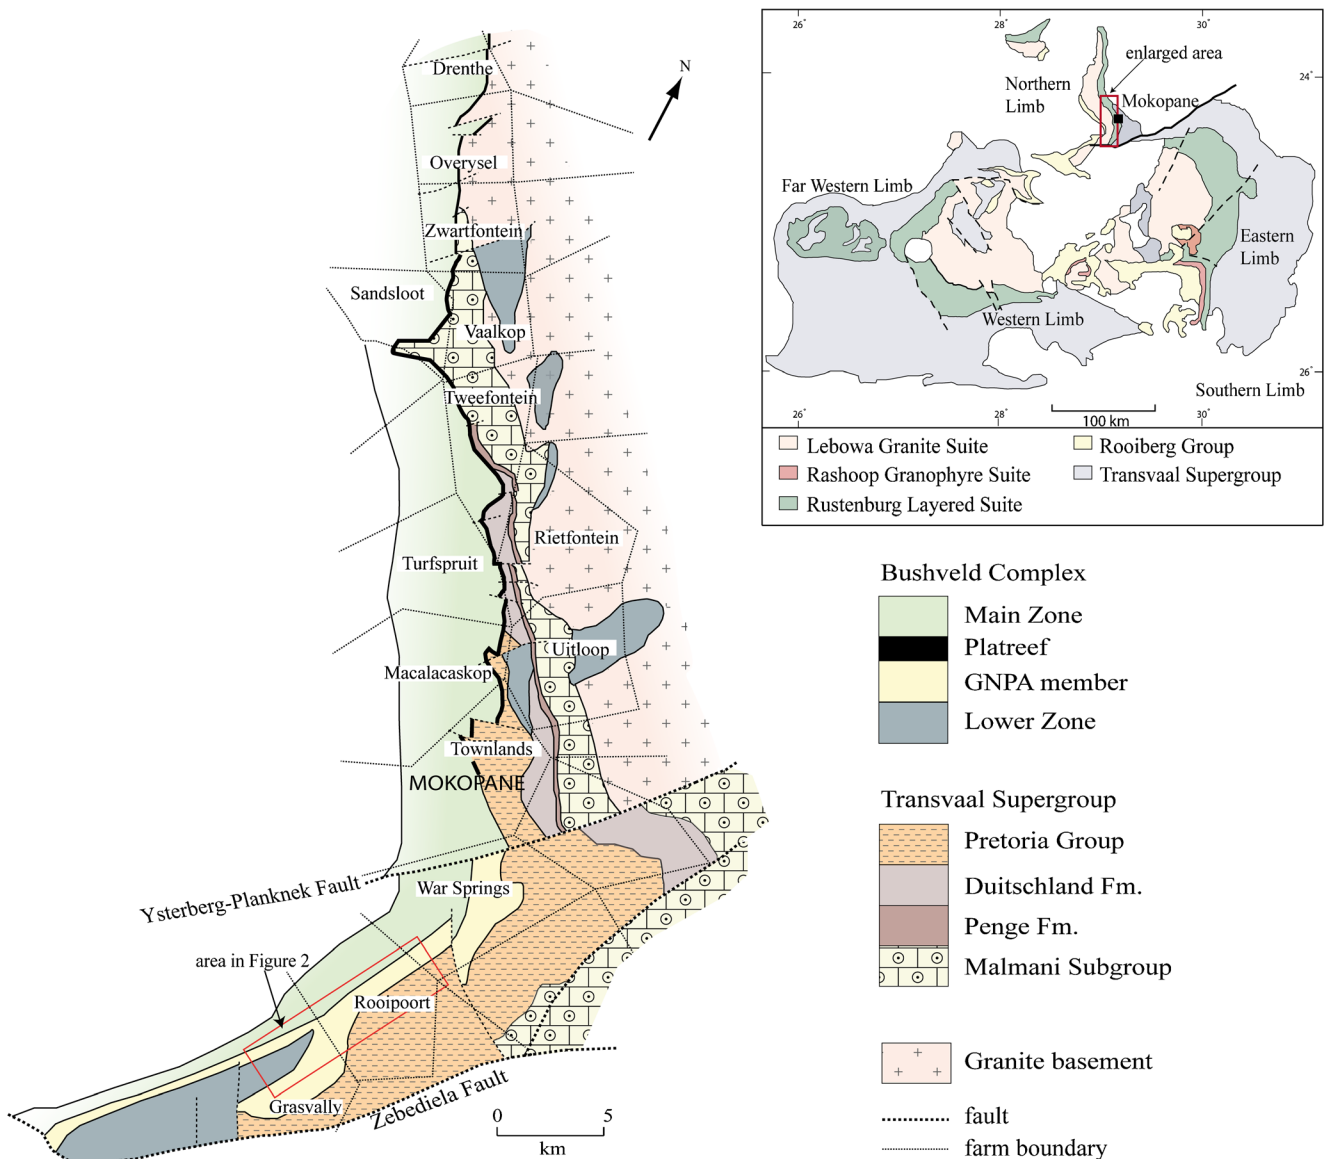 Drenthe
N
Overysel
Zwartfontein
Sandsloot
Vaalkop
Tweefontein
Rietfontein
Turfspruit
Uitloop
Macalacaskop
Townlands
MOKOPANE
War Springs
Ysterberg-Planknek Fault
area in Figure 2
Rooipoort
Grasvally
Zebediela Fault
0 5
km
26° 28° 30°
24°
enlarged area
Northern
Limb
Mokopane
Far Western Limb
Eastern
Limb
Western Limb
26°
Southern Limb
26° 28° 30°
100 km
Lebowa Granite Suite
Rashoop Granophyre Suite
Rustenburg Layered Suite
Rooiberg Group
Transvaal Supergroup
Bushveld Complex
Main Zone
Platreef
GNPA member
Lower Zone
Transvaal Supergroup
Pretoria Group
Duitschland Fm.
Penge Fm.
Malmani Subgroup
Granite basement
fault
farm boundary